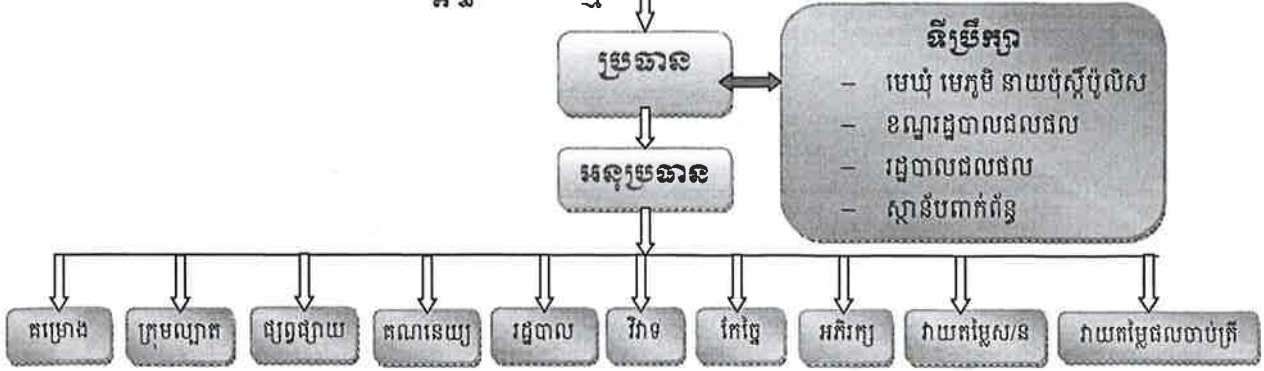 ប្រធាន
ទីប្រឹក្សា
– មេឃុំ មេភូមិ នាយប៉ុស្តិ៍ប៉ូលិស
– ខណ្ឌរដ្ឋបាលជលផល
– រដ្ឋបាលជលផល
– ស្ថាន័បពាក់ព័ន្ធ
អនុប្រធាន
គម្រោង
ក្រុមល្បាត
ផ្សព្វផ្សាយ
គណនេយ្យ
រដ្ឋបាល
វិវាទ
កែច្នៃ
អភិរក្ស
វាយតម្លៃស/ន
វាយតម្លៃផលចាប់ត្រី